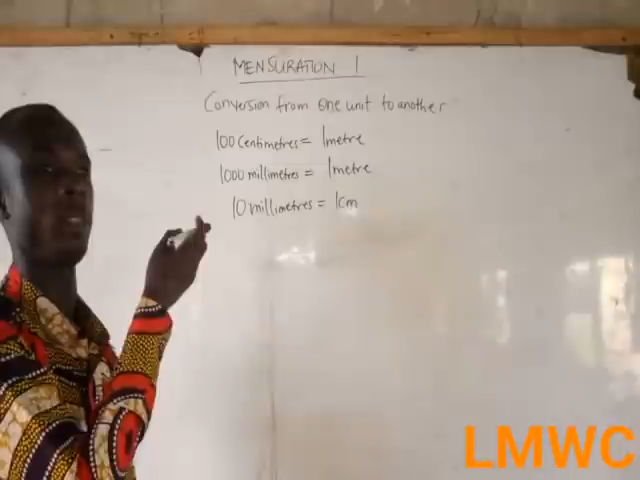 MENSURATION 1
Conversion from one unit to another
100 Centimetres = 1metre
1000 millimetres = 1metre
10 millimetres = 1cm
LMWC